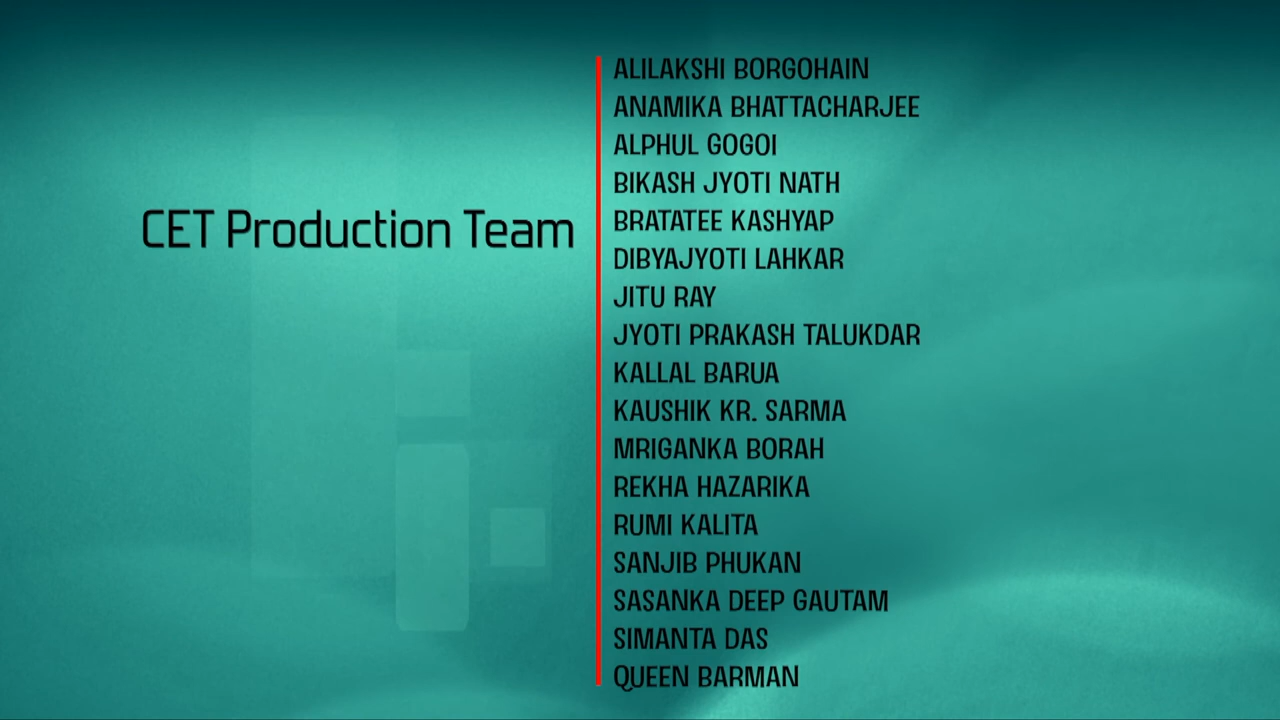 CET Production Team
ALILAKSHI BORGOHAIN
ANAMIKA BHATTACHARJEE
ALPHUL GOGOI
BIKASH JYOTI NATH
BRATATEE KASHYAP
DIBYAJYOTI LAHKAR
JITU RAY
JYOTI PRAKASH TALUKDAR
KALLAL BARUA
KAUSHIK KR. SARMA
MRIGANKA BORAH
REKHA HAZARIKA
RUMI KALITA
SANJIB PHUKAN
SASANKA DEEP GAUTAM
SIMANTA DAS
QUEEN BARMAN